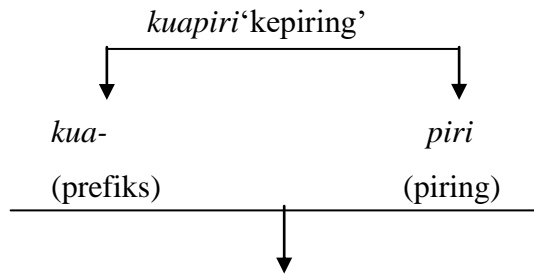 kuapiri‘kepiring’
kua- piri
(prefiks) (piring)